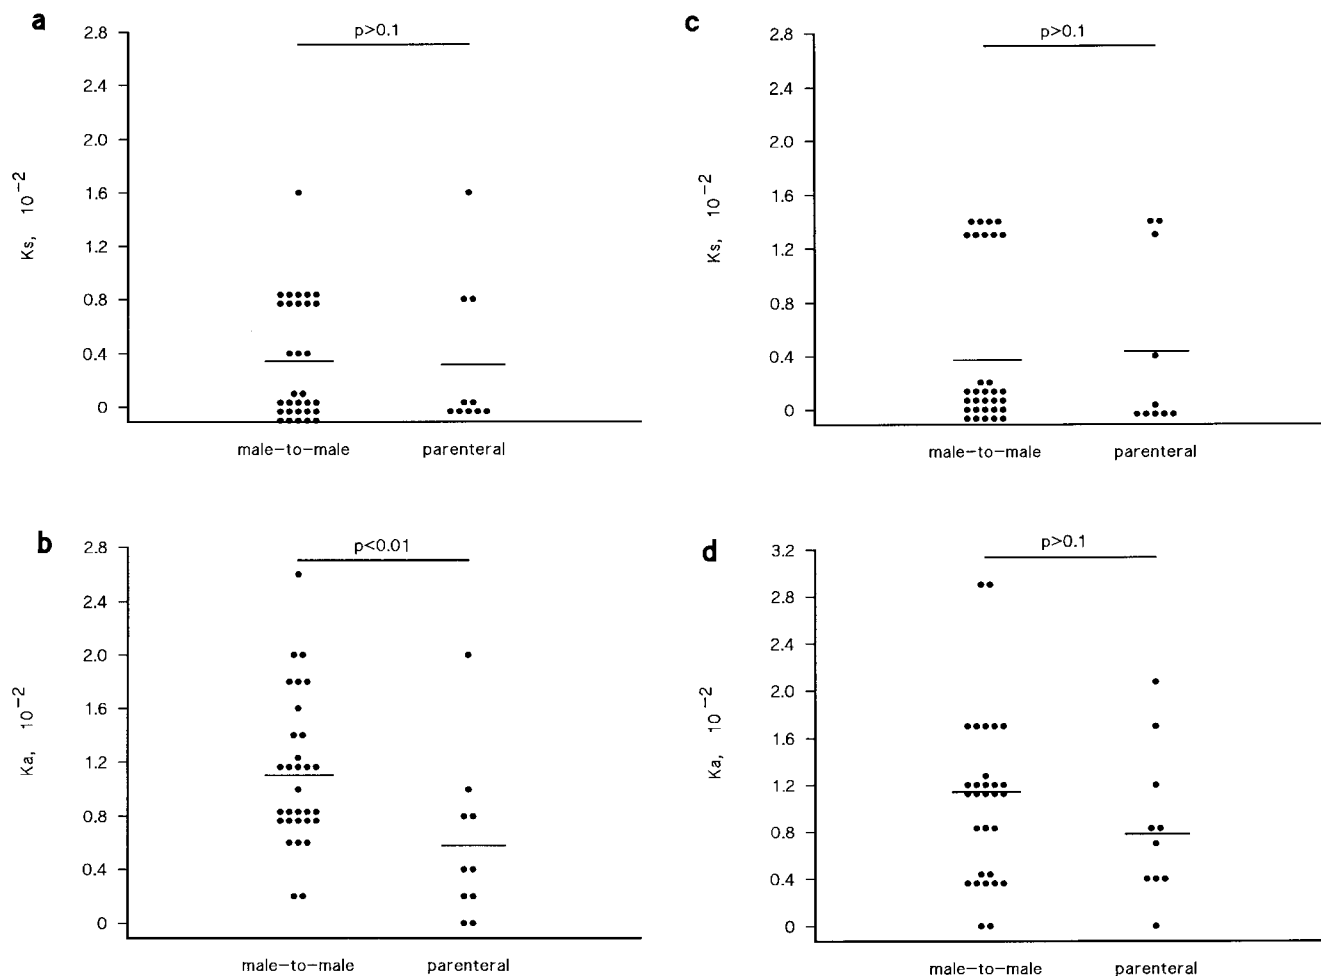 a
p>0.1
2.8
2.4
2.0
1.6
1.2
0.8
0.4
0
Ks, 10⁻²
male-to-male parenteral
c
p>0.1
2.8
2.4
2.0
1.6
1.2
0.8
0.4
0
Ks, 10⁻²
male-to-male parenteral
b
p<0.01
2.8
2.4
2.0
1.6
1.2
0.8
0.4
0
Ka, 10⁻²
male-to-male parenteral
d
p>0.1
3.2
2.8
2.4
2.0
1.6
1.2
0.8
0.4
0
Ka, 10⁻²
male-to-male parenteral